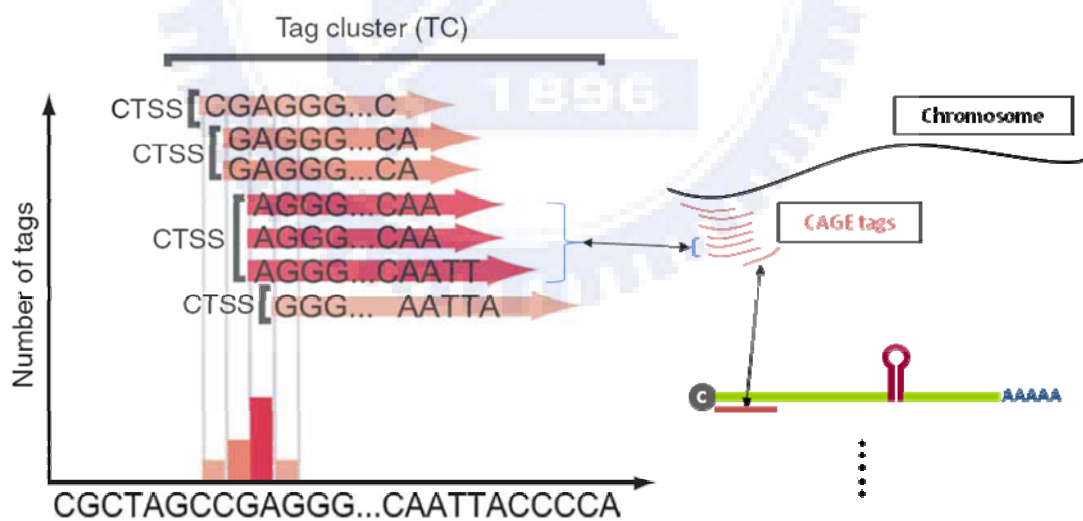 Tag cluster (TC)
1896
CTSS CGAGGG...C
CTSS GAGGG...CA
GAGGG...CA
CTSS AGGG...CAA
AGGG...CAA
AGGG...CAATT
CTSS GGG... AATTA
Number of tags
CGCTAGCCGAGGG...CAATTACCCCA
Chromosome
CAGE tags
C
AAAAA